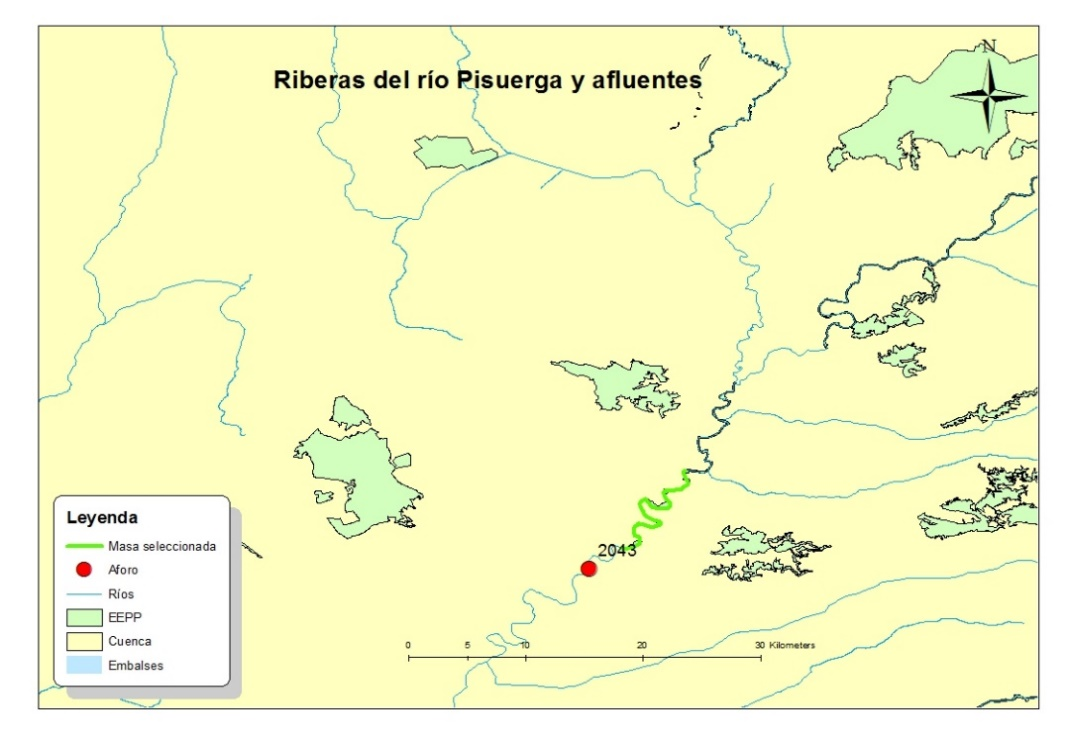 N
Riberas del río Pisuerga y afluentes
2043
Leyenda
Masa seleccionada
Aforo
Ríos
EEPP
Cuenca
Embalses
0 5 10 20 30 Kilometers